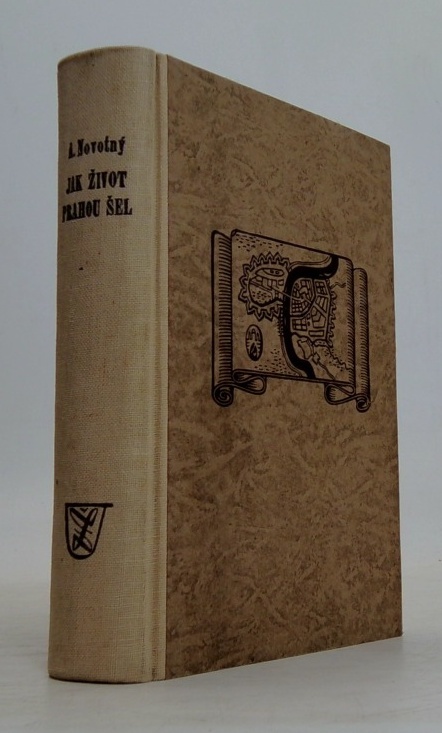 A. Novotný
JAK ŽIVOT
PRAHOU ŠEL